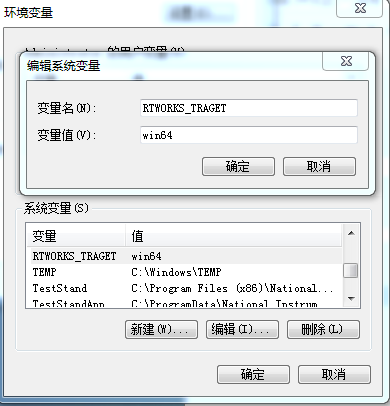 环境变量
的用户变量(U)
编辑系统变量
变量名(N): RTWORKS_TRAGET
变量值(V): win64
确定 取消
系统变量(S)
变量 值
RTWORKS_TRAGET win64
TEMP C:\Windows\TEMP
TestStand C:\Program Files (x86)\National...
TestStandApp C:\ProgramData\National Instrum
新建(W)... 编辑(I)... 删除(L)
确定 取消